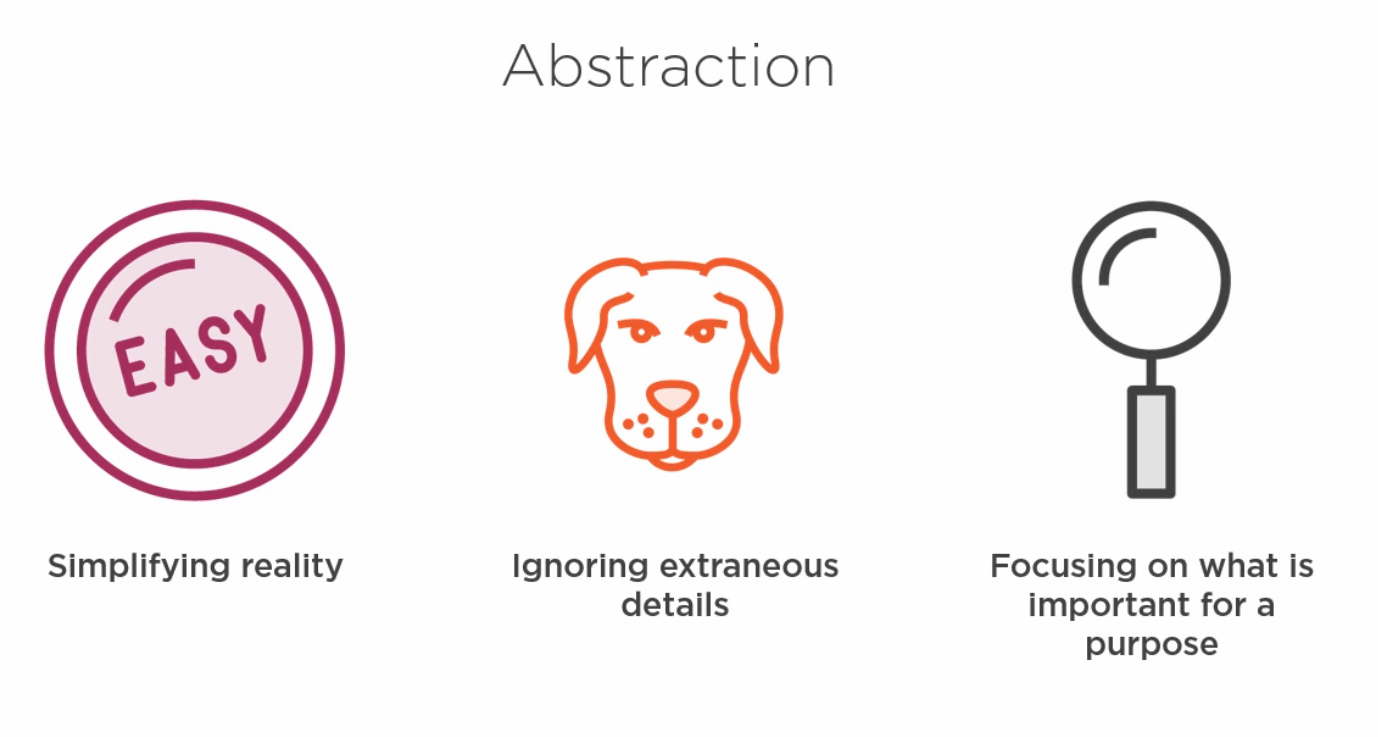 Abstraction
EASY
Simplifying reality
Ignoring extraneous
details
Focusing on what is
important for a
purpose